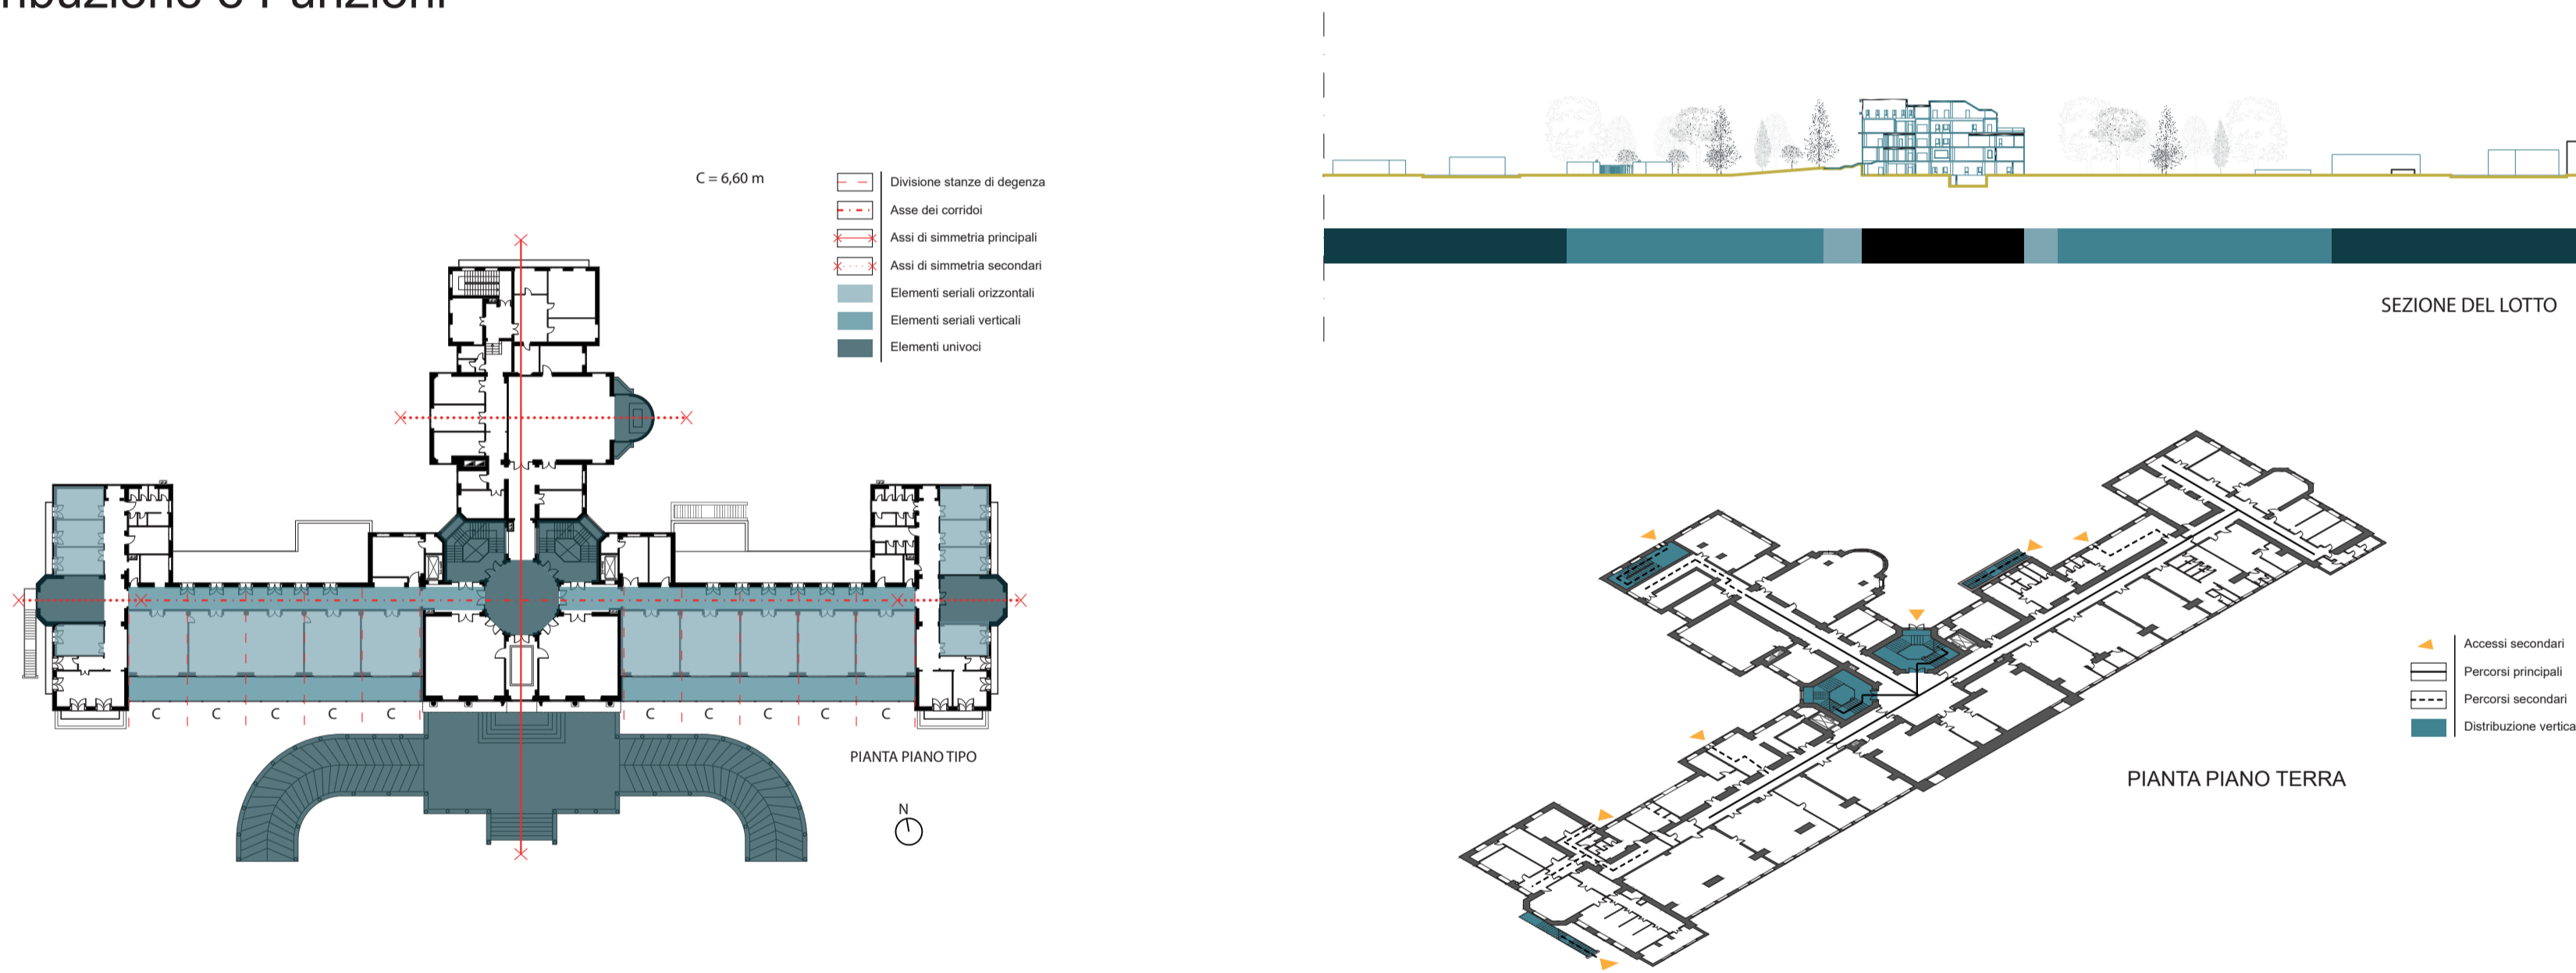 C = 6,60 m
Divisione stanze di degenza
Asse dei corridoi
Assi di simmetria principali
Assi di simmetria secondari
Elementi seriali orizzontali
Elementi seriali verticali
Elementi univoci
C C C C C C C C C C
PIANTA PIANO TIPO
N
SEZIONE DEL LOTTO
Accessi secondari
Percorsi principali
Percorsi secondari
Distribuzione vertica
PIANTA PIANO TERRA